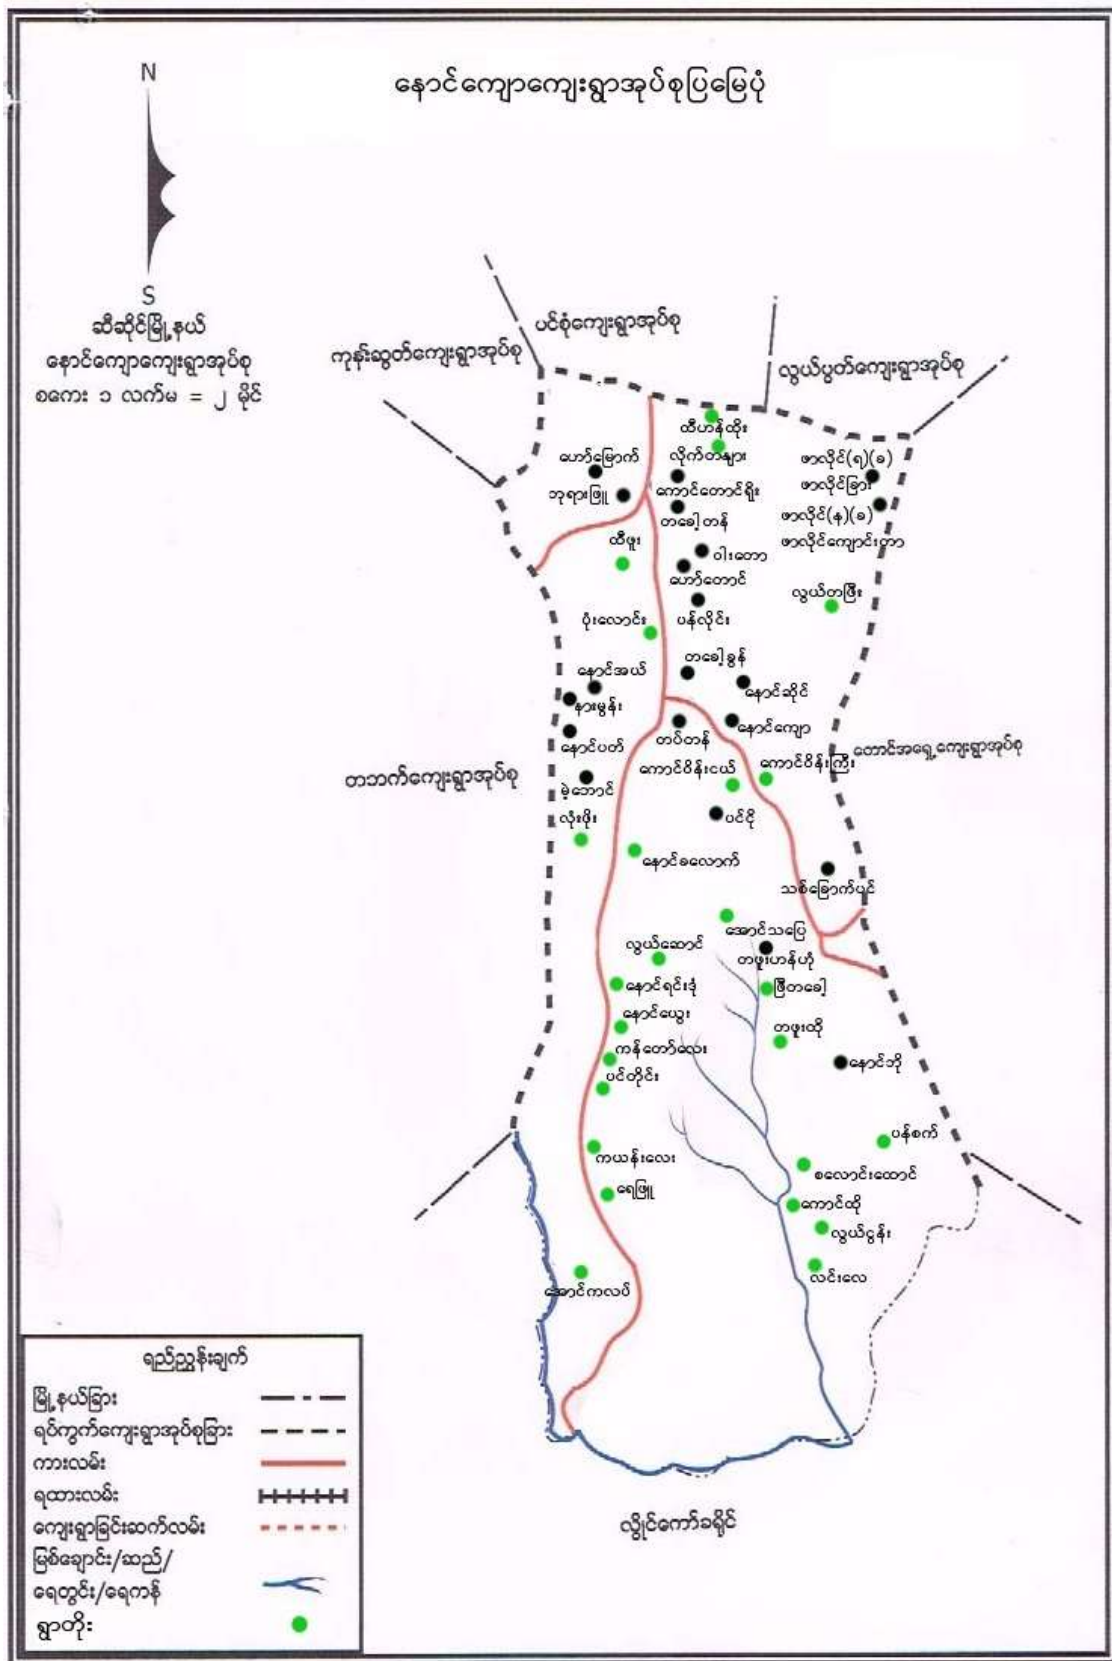 နောင်ကျောကျေးရွာအုပ်စုပြမြေပုံ
N
S
ဆီဆိုင်မြို့နယ်
နောင်ကျောကျေးရွာအုပ်စု
စကေး ၁ လက်မ = ၂ မိုင်
ပင်စုံကျေးရွာအုပ်စု
ကုန်းဆွတ်ကျေးရွာအုပ်စု
လွယ်ပွတ်ကျေးရွာအုပ်စု
ထီဟန်ထိုး
ဟော်မြောက်
လိုက်တများ
ဖာလိုင်(ရ)(ခ)
ဖာလိုင်ခြား
ဘုရားဖြူ
ကောင်တောင်ရိုး
တခေါ့တန်
ဖာလိုင်(န)(ခ)
ဖာလိုင်ကျောင်းတာ
ထီဖူး
ဝါးတော
ဟော်တောင်
လွယ်တဖြီး
ပုံးလောင်း
ပန်လိုင်း
တခေါ့ခွန်
နောင်အယ်
နောင်ဆိုင်
နားမွန်း
နောင်ကျော
တပ်တန်
နောင်ပတ်
တောင်အရှေ့ကျေးရွာအုပ်စု
ကောင်ဝိန်းငယ်
ကောင်ဝိန်းကြီး
တဘက်ကျေးရွာအုပ်စု
မဲ့ဘောင်
လုံးဖိုး
ပင်ငို
နောင်ခလောက်
သစ်ခြောက်ပင်
အောင်သပြေ
လွယ်ဆောင်
တဖူးဟန်ဟုံ
နောင်ရင်းဒုံ
ဖြီတခေါ့
နောင်ယွေး
တဖူးထို
ကန်တော်လေး
နောင်ဘို
ပင်တိုင်း
ပန်စက်
ကယန်းလေး
စလောင်းထောင်
ရေဖြူ
ကောင်ထို
လွယ်ငွန်း
လင်းလေ
အောင်ကလပ်
ရည်ညွှန်းချက်
မြို့နယ်ခြား
ရပ်ကွက်ကျေးရွာအုပ်စုခြား
ကားလမ်း
ရထားလမ်း
ကျေးရွာခြင်းဆက်လမ်း
မြစ်ချောင်း/ဆည်/
ရေတွင်း/ရေကန်
ရွာတိုး
လွိုင်ကော်ခရိုင်